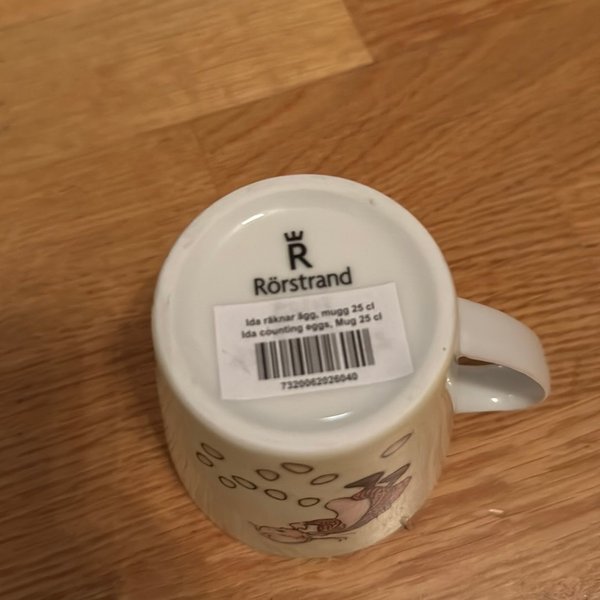 R
Rörstrand
Ida räknar ägg, mugg 25 cl
Ida counting eggs, Mug 25 cl
7320062026040